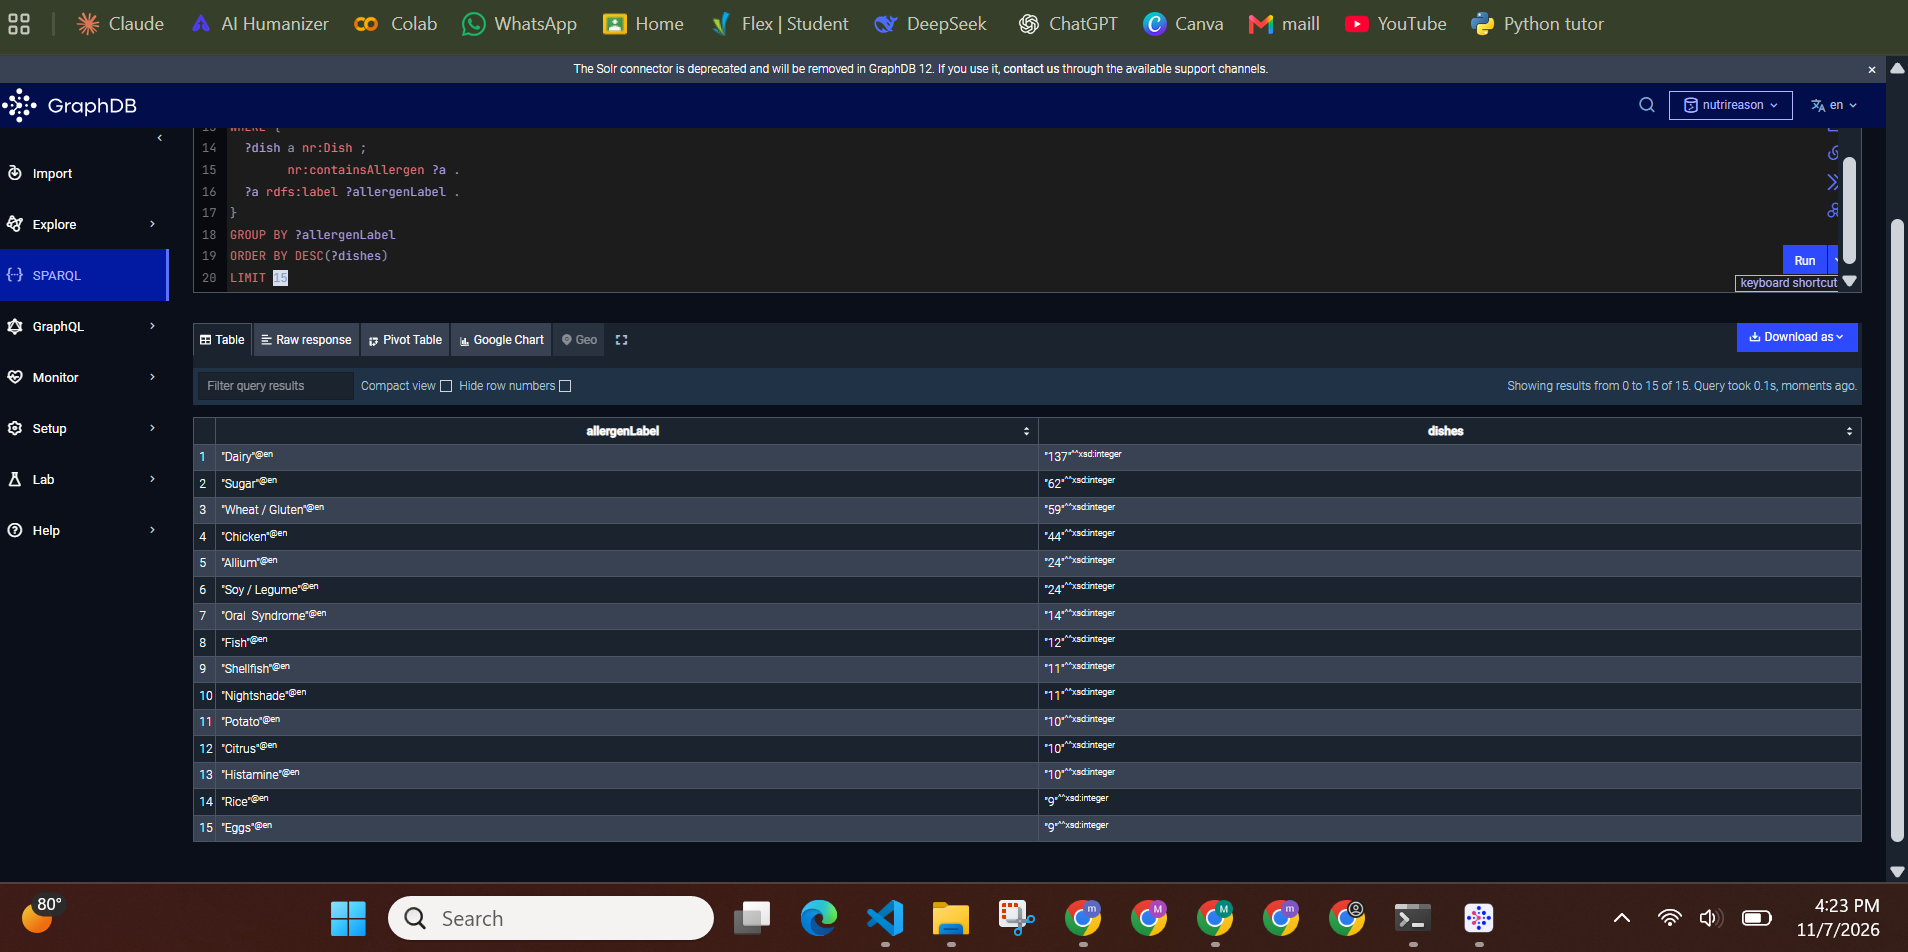 Claude
AI Humanizer
Colab
WhatsApp
Home
Flex | Student
DeepSeek
ChatGPT
Canva
maill
YouTube
Python tutor
The Solr connector is deprecated and will be removed in GraphDB 12. If you use it, contact us through the available support channels.
GraphDB
nutrireason
en
Import
Explore
SPARQL
GraphQL
Monitor
Setup
Lab
Help
13 WHERE {
14 ?dish a nr:Dish ;
15 nr:containsAllergen ?a .
16 ?a rdfs:label ?allergenLabel .
17 }
18 GROUP BY ?allergenLabel
19 ORDER BY DESC(?dishes)
20 LIMIT 15
Run
keyboard shortcut
Table
Raw response
Pivot Table
Google Chart
Geo
Download as
Filter query results
Compact view
Hide row numbers
Showing results from 0 to 15 of 15. Query took 0.1s, moments ago.
allergenLabel dishes
1 "Dairy"@en "137"^^xsd:integer
2 "Sugar"@en "62"^^xsd:integer
3 "Wheat / Gluten"@en "59"^^xsd:integer
4 "Chicken"@en "44"^^xsd:integer
5 "Allium"@en "24"^^xsd:integer
6 "Soy / Legume"@en "24"^^xsd:integer
7 "Oral Syndrome"@en "14"^^xsd:integer
8 "Fish"@en "12"^^xsd:integer
9 "Shellfish"@en "11"^^xsd:integer
10 "Nightshade"@en "11"^^xsd:integer
11 "Potato"@en "10"^^xsd:integer
12 "Citrus"@en "10"^^xsd:integer
13 "Histamine"@en "10"^^xsd:integer
14 "Rice"@en "9"^^xsd:integer
15 "Eggs"@en "9"^^xsd:integer
80°
Search
4:23 PM
11/7/2026